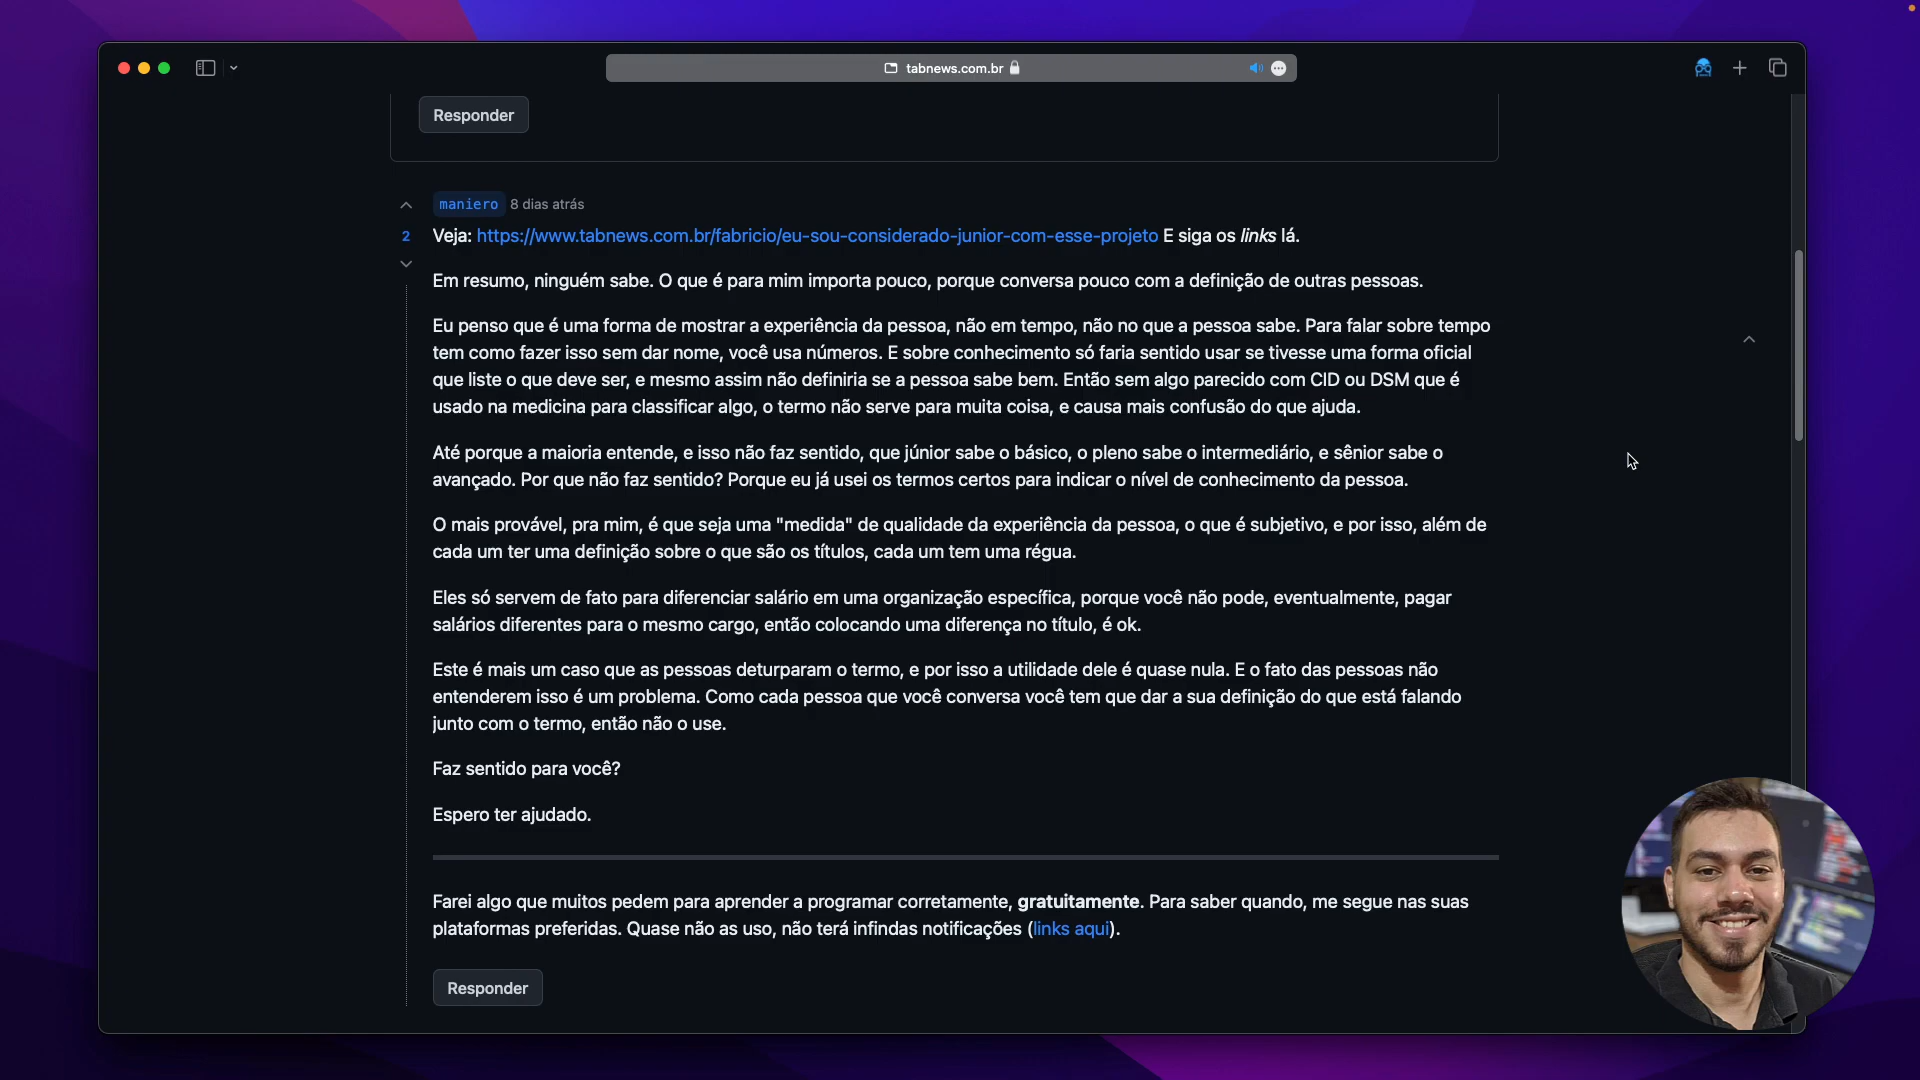 tabnews.com.br
Responder
maniero 8 dias atrás
2
Veja: https://www.tabnews.com.br/fabricio/eu-sou-considerado-junior-com-esse-projeto E siga os links lá.
Em resumo, ninguém sabe. O que é para mim importa pouco, porque conversa pouco com a definição de outras pessoas.
Eu penso que é uma forma de mostrar a experiência da pessoa, não em tempo, não no que a pessoa sabe. Para falar sobre tempo
tem como fazer isso sem dar nome, você usa números. E sobre conhecimento só faria sentido usar se tivesse uma forma oficial
que liste o que deve ser, e mesmo assim não definiria se a pessoa sabe bem. Então sem algo parecido com CID ou DSM que é
usado na medicina para classificar algo, o termo não serve para muita coisa, e causa mais confusão do que ajuda.
Até porque a maioria entende, e isso não faz sentido, que júnior sabe o básico, o pleno sabe o intermediário, e sênior sabe o
avançado. Por que não faz sentido? Porque eu já usei os termos certos para indicar o nível de conhecimento da pessoa.
O mais provável, pra mim, é que seja uma "medida" de qualidade da experiência da pessoa, o que é subjetivo, e por isso, além de
cada um ter uma definição sobre o que são os títulos, cada um tem uma régua.
Eles só servem de fato para diferenciar salário em uma organização específica, porque você não pode, eventualmente, pagar
salários diferentes para o mesmo cargo, então colocando uma diferença no título, é ok.
Este é mais um caso que as pessoas deturparam o termo, e por isso a utilidade dele é quase nula. E o fato das pessoas não
entenderem isso é um problema. Como cada pessoa que você conversa você tem que dar a sua definição do que está falando
junto com o termo, então não o use.
Faz sentido para você?
Espero ter ajudado.
Farei algo que muitos pedem para aprender a programar corretamente, gratuitamente. Para saber quando, me segue nas suas
plataformas preferidas. Quase não as uso, não terá infindas notificações (links aqui).
Responder